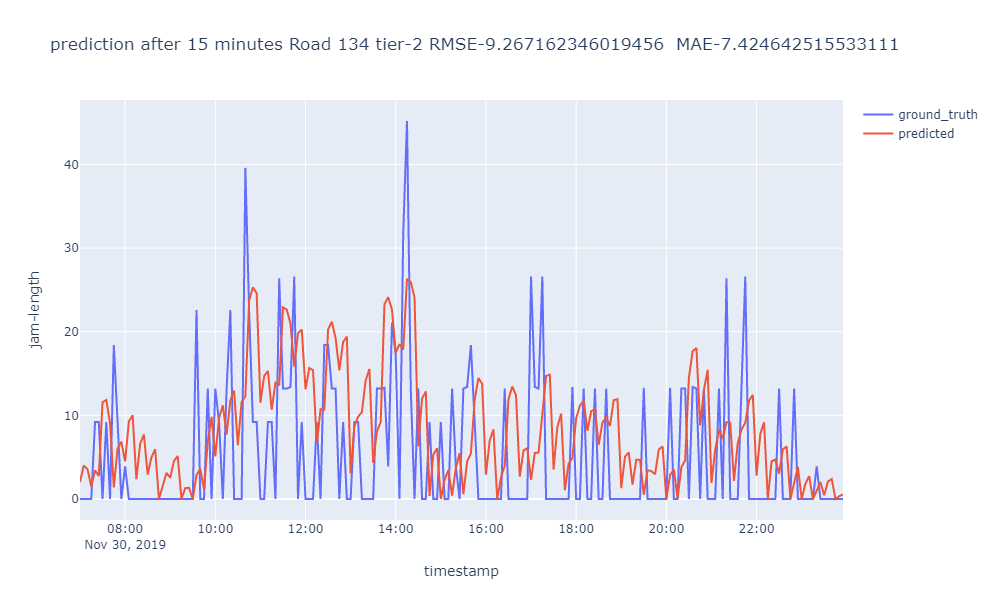 prediction after 15 minutes Road 134 tier-2 RMSE-9.267162346019456  MAE-7.424642515533111
ground_truth
predicted
40
30
20
10
0
jam-length
08:00 10:00 12:00 14:00 16:00 18:00 20:00 22:00
Nov 30, 2019
timestamp